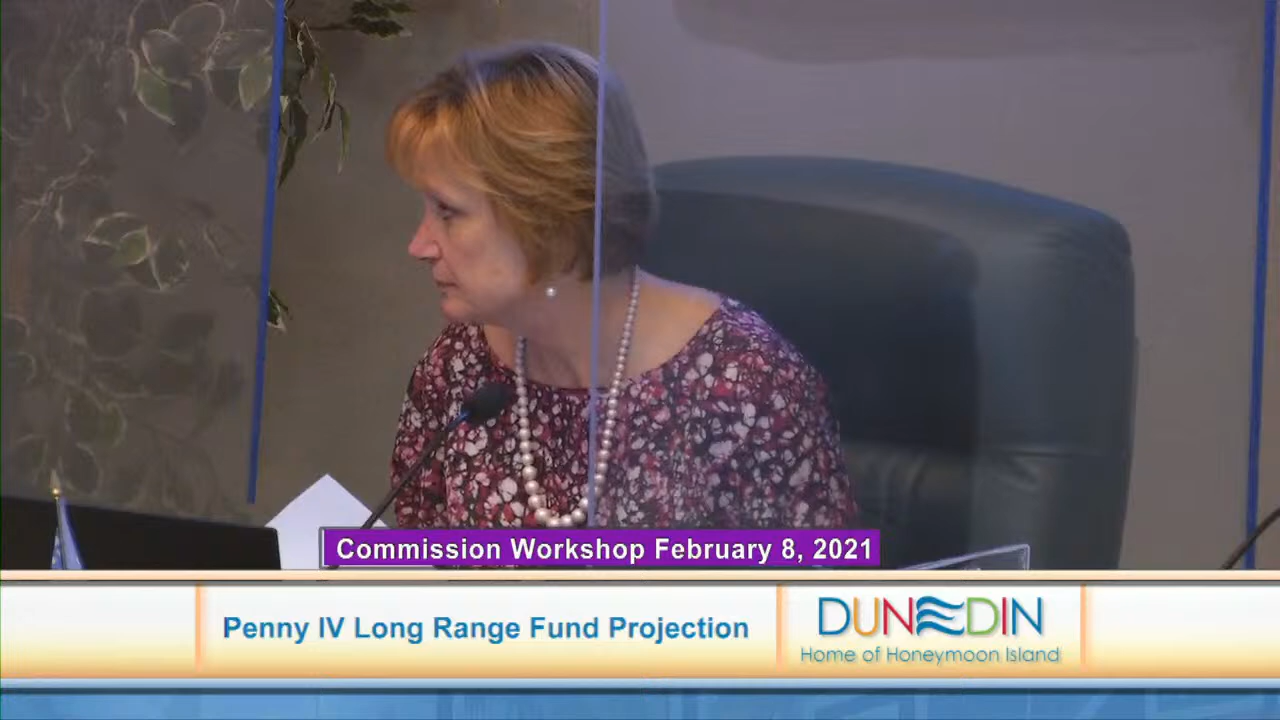 Commission Workshop February 8, 2021
Penny IV Long Range Fund Projection
DUNEDIN
Home of Honeymoon Island